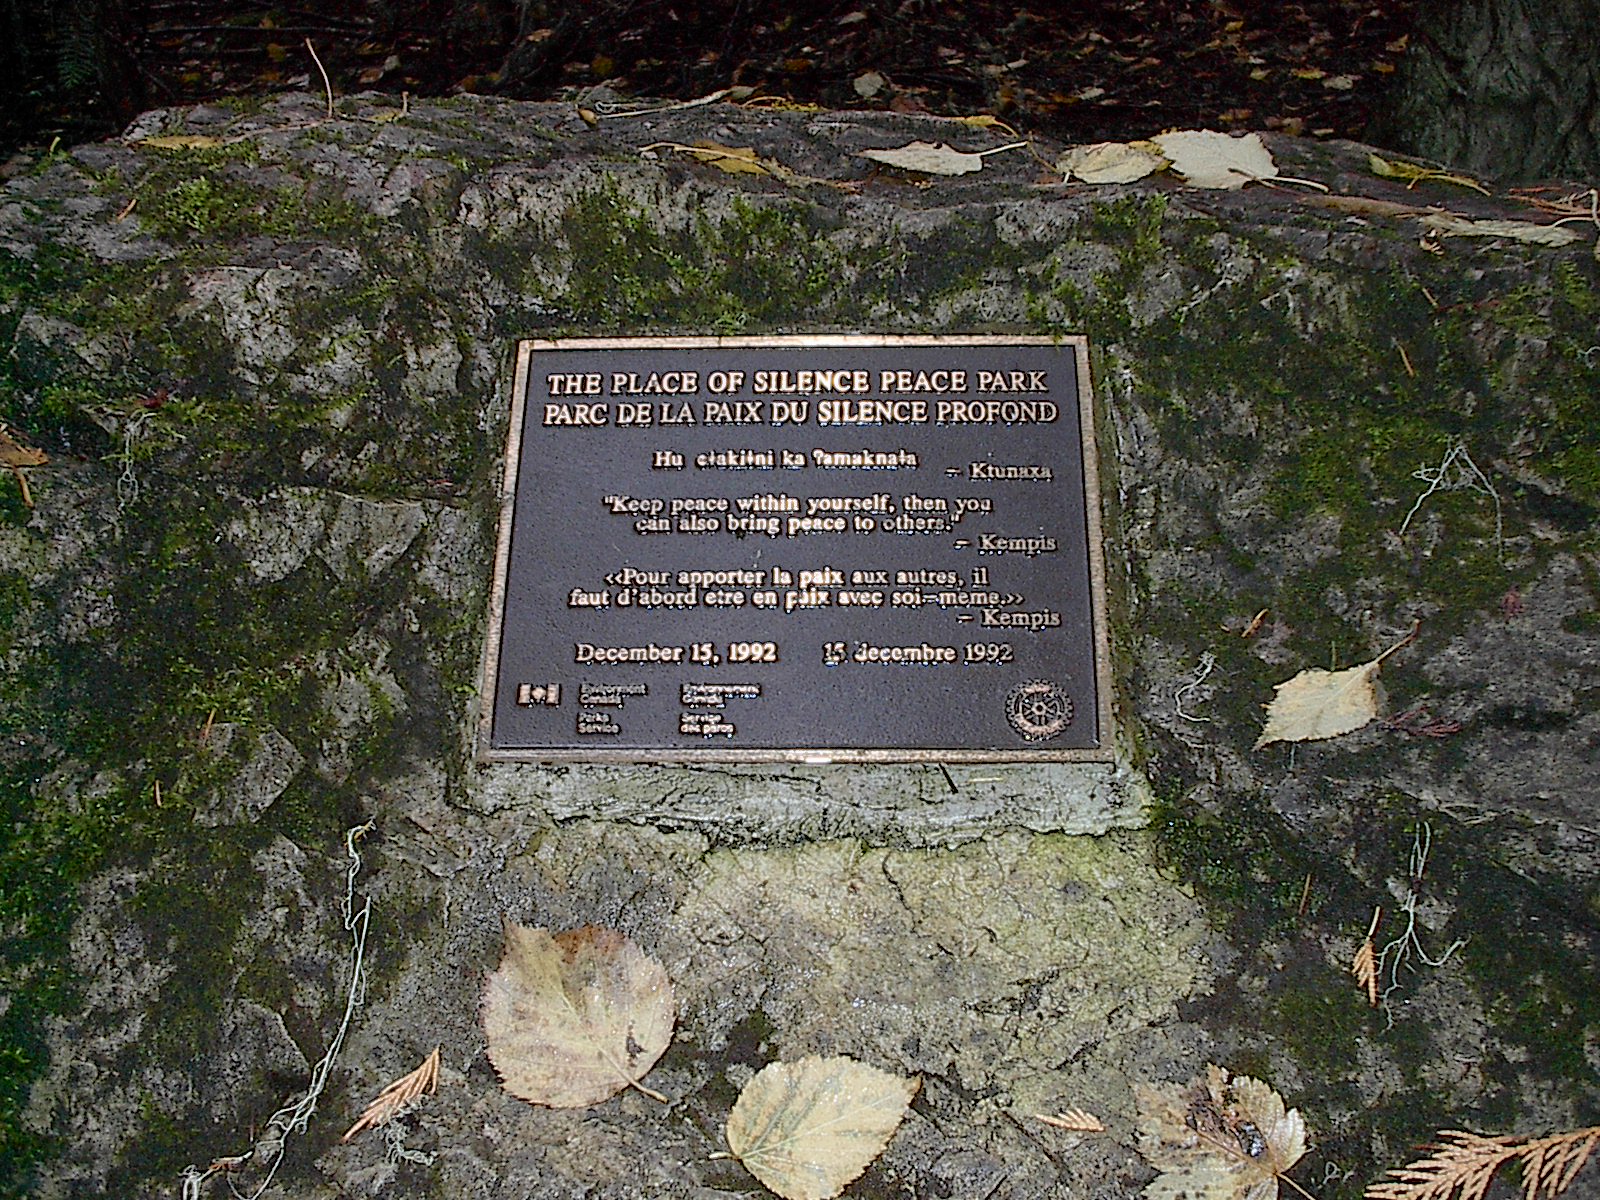 THE PLACE OF SILENCE PEACE PARK
PARC DE LA PAIX DU SILENCE PROFOND
Hu ȼⱡakiⱡni ka ʔamaknaⱡa
– Ktunaxa
"Keep peace within yourself, then you
can also bring peace to others."
– Kempis
‹‹Pour apporter la paix aux autres, il
faut d'abord etre en paix avec soi–meme.››
– Kempis
December 15, 1992 15 decembre 1992
Environment Environnement
Canada Canada
Parks Service
Service des parcs